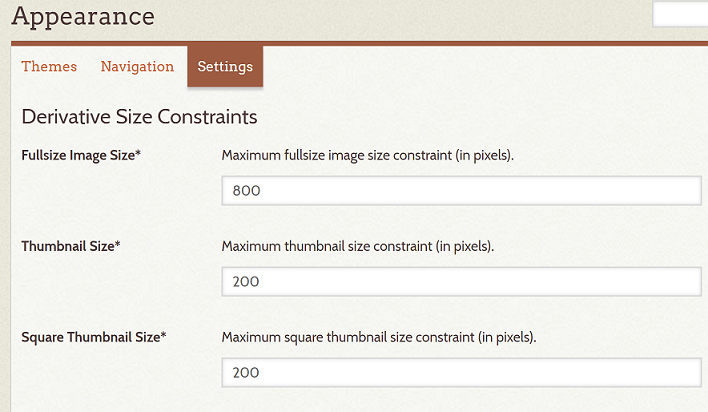 Appearance
Themes Navigation Settings
Derivative Size Constraints
Fullsize Image Size* Maximum fullsize image size constraint (in pixels).
800
Thumbnail Size* Maximum thumbnail size constraint (in pixels).
200
Square Thumbnail Size* Maximum square thumbnail size constraint (in pixels).
200